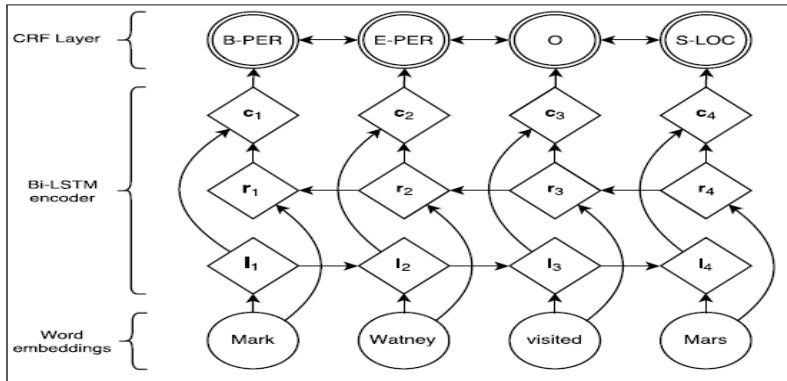 CRF Layer
B-PER E-PER O S-LOC
c1 c2 c3 c4
Bi-LSTM
encoder
r1 r2 r3 r4
l1 l2 l3 l4
Word
embeddings
Mark Watney visited Mars